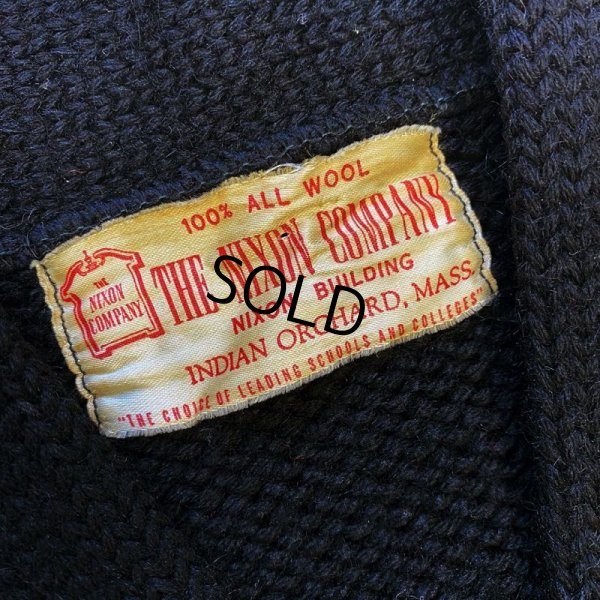 100% ALL WOOL
THE NIXON COMPANY
THE
NIXON
COMPANY
NIXON BUILDING
INDIAN ORCHARD, MASS.
"THE CHOICE OF LEADING SCHOOLS AND COLLEGES"
SOLD